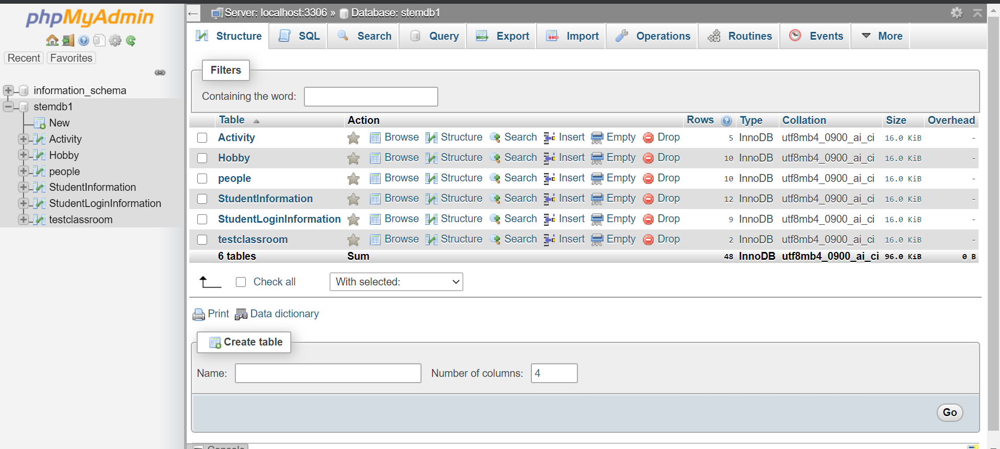 phpMyAdmin
Recent Favorites
information_schema
stemdb1
New
Activity
Hobby
people
StudentInformation
StudentLoginInformation
testclassroom
Server: localhost:3306 » Database: stemdb1
Structure SQL Search Query Export Import Operations Routines Events More
Filters
Containing the word:
Table Action Rows Type Collation Size Overhead
Activity Browse Structure Search Insert Empty Drop 5 InnoDB utf8mb4_0900_ai_ci 16.0 KiB -
Hobby Browse Structure Search Insert Empty Drop 10 InnoDB utf8mb4_0900_ai_ci 16.0 KiB -
people Browse Structure Search Insert Empty Drop 10 InnoDB utf8mb4_0900_ai_ci 16.0 KiB -
StudentInformation Browse Structure Search Insert Empty Drop 12 InnoDB utf8mb4_0900_ai_ci 16.0 KiB -
StudentLoginInformation Browse Structure Search Insert Empty Drop 9 InnoDB utf8mb4_0900_ai_ci 16.0 KiB -
testclassroom Browse Structure Search Insert Empty Drop 2 InnoDB utf8mb4_0900_ai_ci 16.0 KiB -
6 tables Sum 48 InnoDB utf8mb4_0900_ai_ci 96.0 KiB 0 B
Check all With selected:
Print Data dictionary
Create table
Name: Number of columns: 4
Go
Console